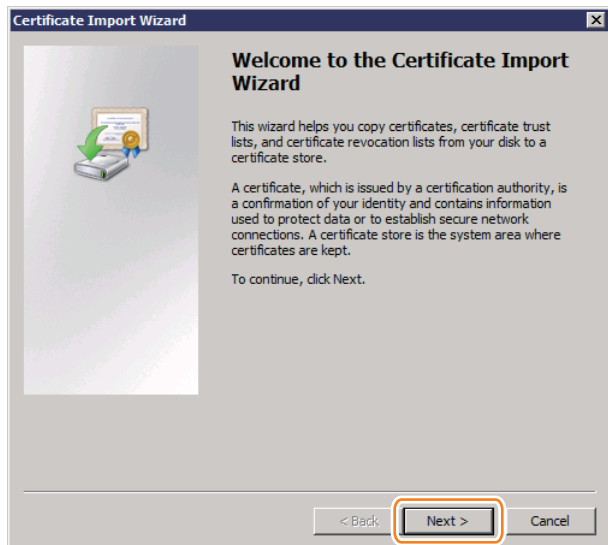 Certificate Import Wizard
Welcome to the Certificate Import
Wizard
This wizard helps you copy certificates, certificate trust
lists, and certificate revocation lists from your disk to a
certificate store.
A certificate, which is issued by a certification authority, is
a confirmation of your identity and contains information
used to protect data or to establish secure network
connections. A certificate store is the system area where
certificates are kept.
To continue, click Next.
< Back Next > Cancel